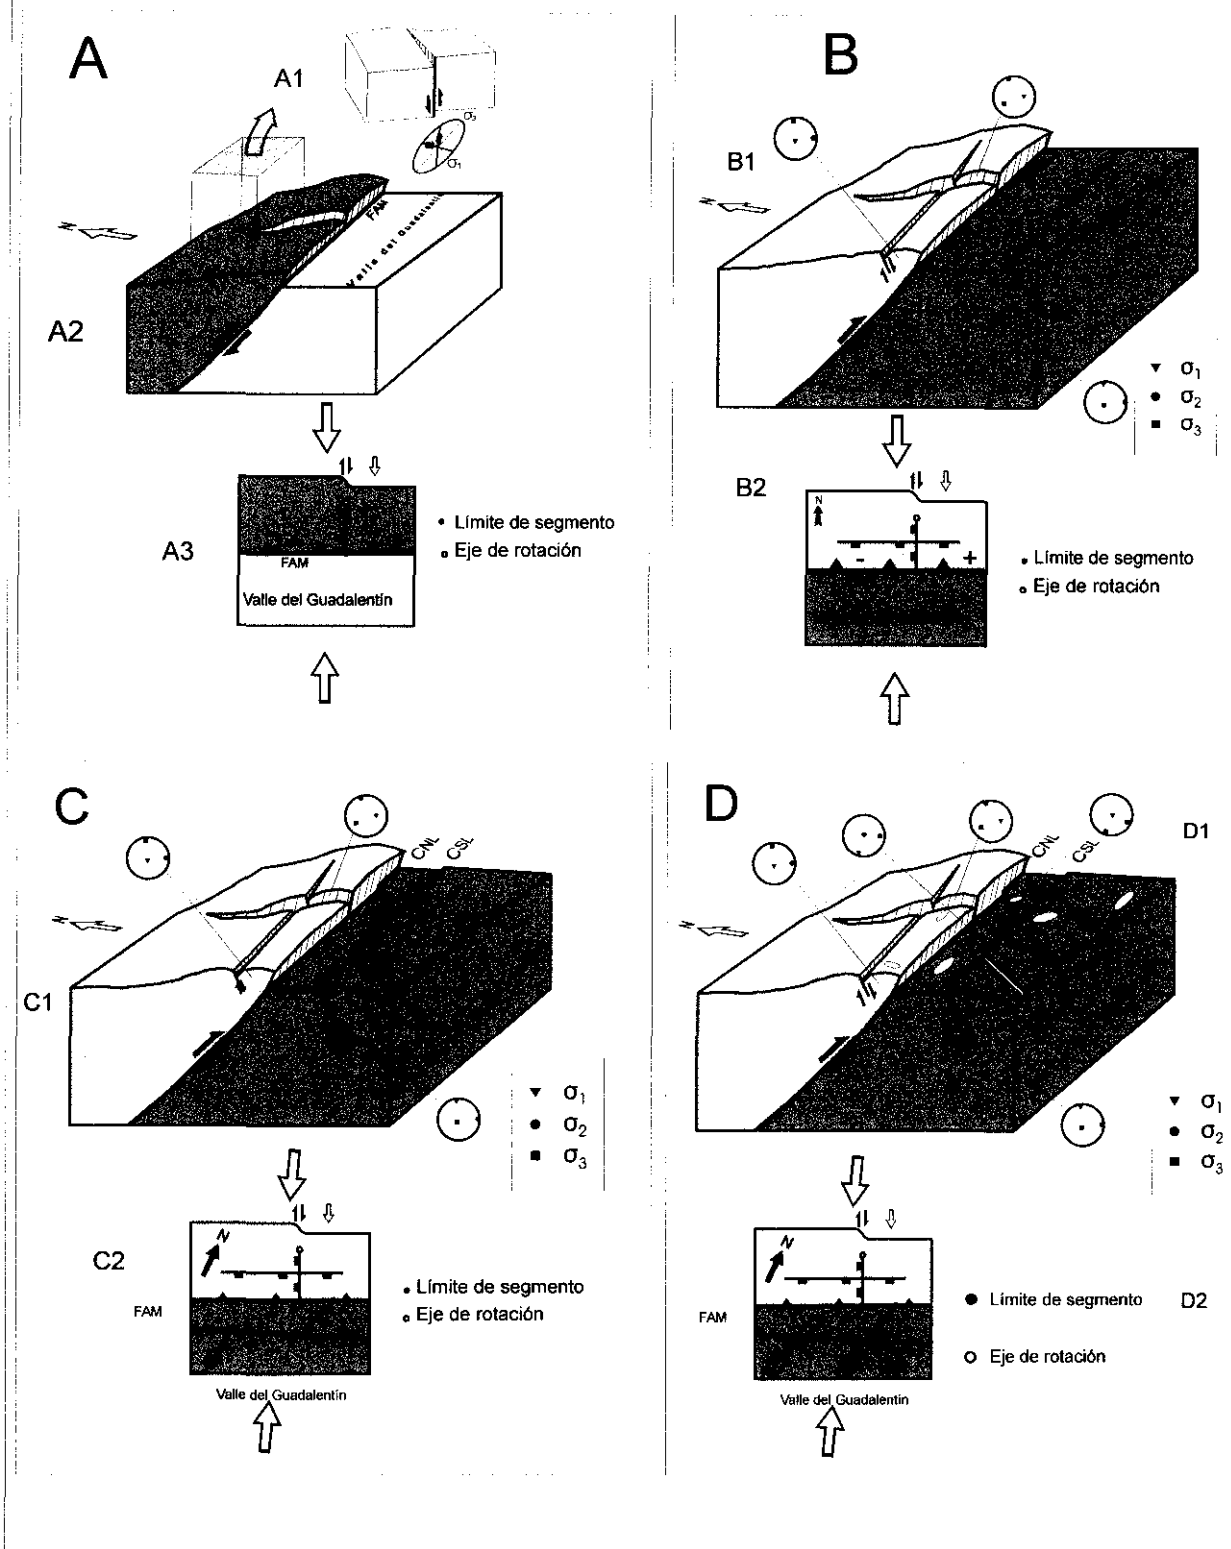 A
A1
σ3
σ1
N
FAM
Valle del Guadalentín
A2
A3
FAM
Valle del Guadalentín
Límite de segmento
Eje de rotación
B
B1
N
σ1
σ2
σ3
B2
N
-
+
Límite de segmento
Eje de rotación
C
CNL
CSL
N
C1
σ1
σ2
σ3
C2
N
FAM
Límite de segmento
Eje de rotación
Valle del Guadalentín
D
D1
CNL
CSL
N
σ1
σ2
σ3
N
FAM
Límite de segmento
D2
Eje de rotación
Valle del Guadalentín